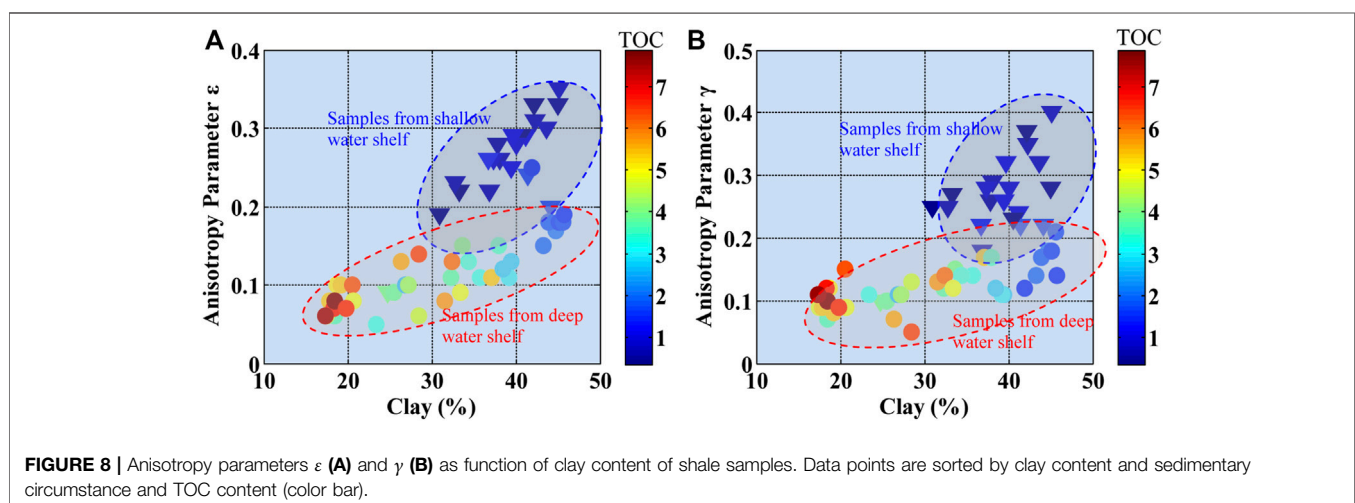 A
TOC
0.4
0.3
0.2
0.1
0
Anisotropy Parameter ε
Samples from shallow
water shelf
Samples from deep
water shelf
10 20 30 40 50
Clay (%)
7
6
5
4
3
2
1
B
TOC
0.5
0.4
0.3
0.2
0.1
0
Anisotropy Parameter γ
Samples from shallow
water shelf
Samples from deep
water shelf
10 20 30 40 50
Clay (%)
7
6
5
4
3
2
1
FIGURE 8 | Anisotropy parameters ε (A) and γ (B) as function of clay content of shale samples. Data points are sorted by clay content and sedimentary
circumstance and TOC content (color bar).